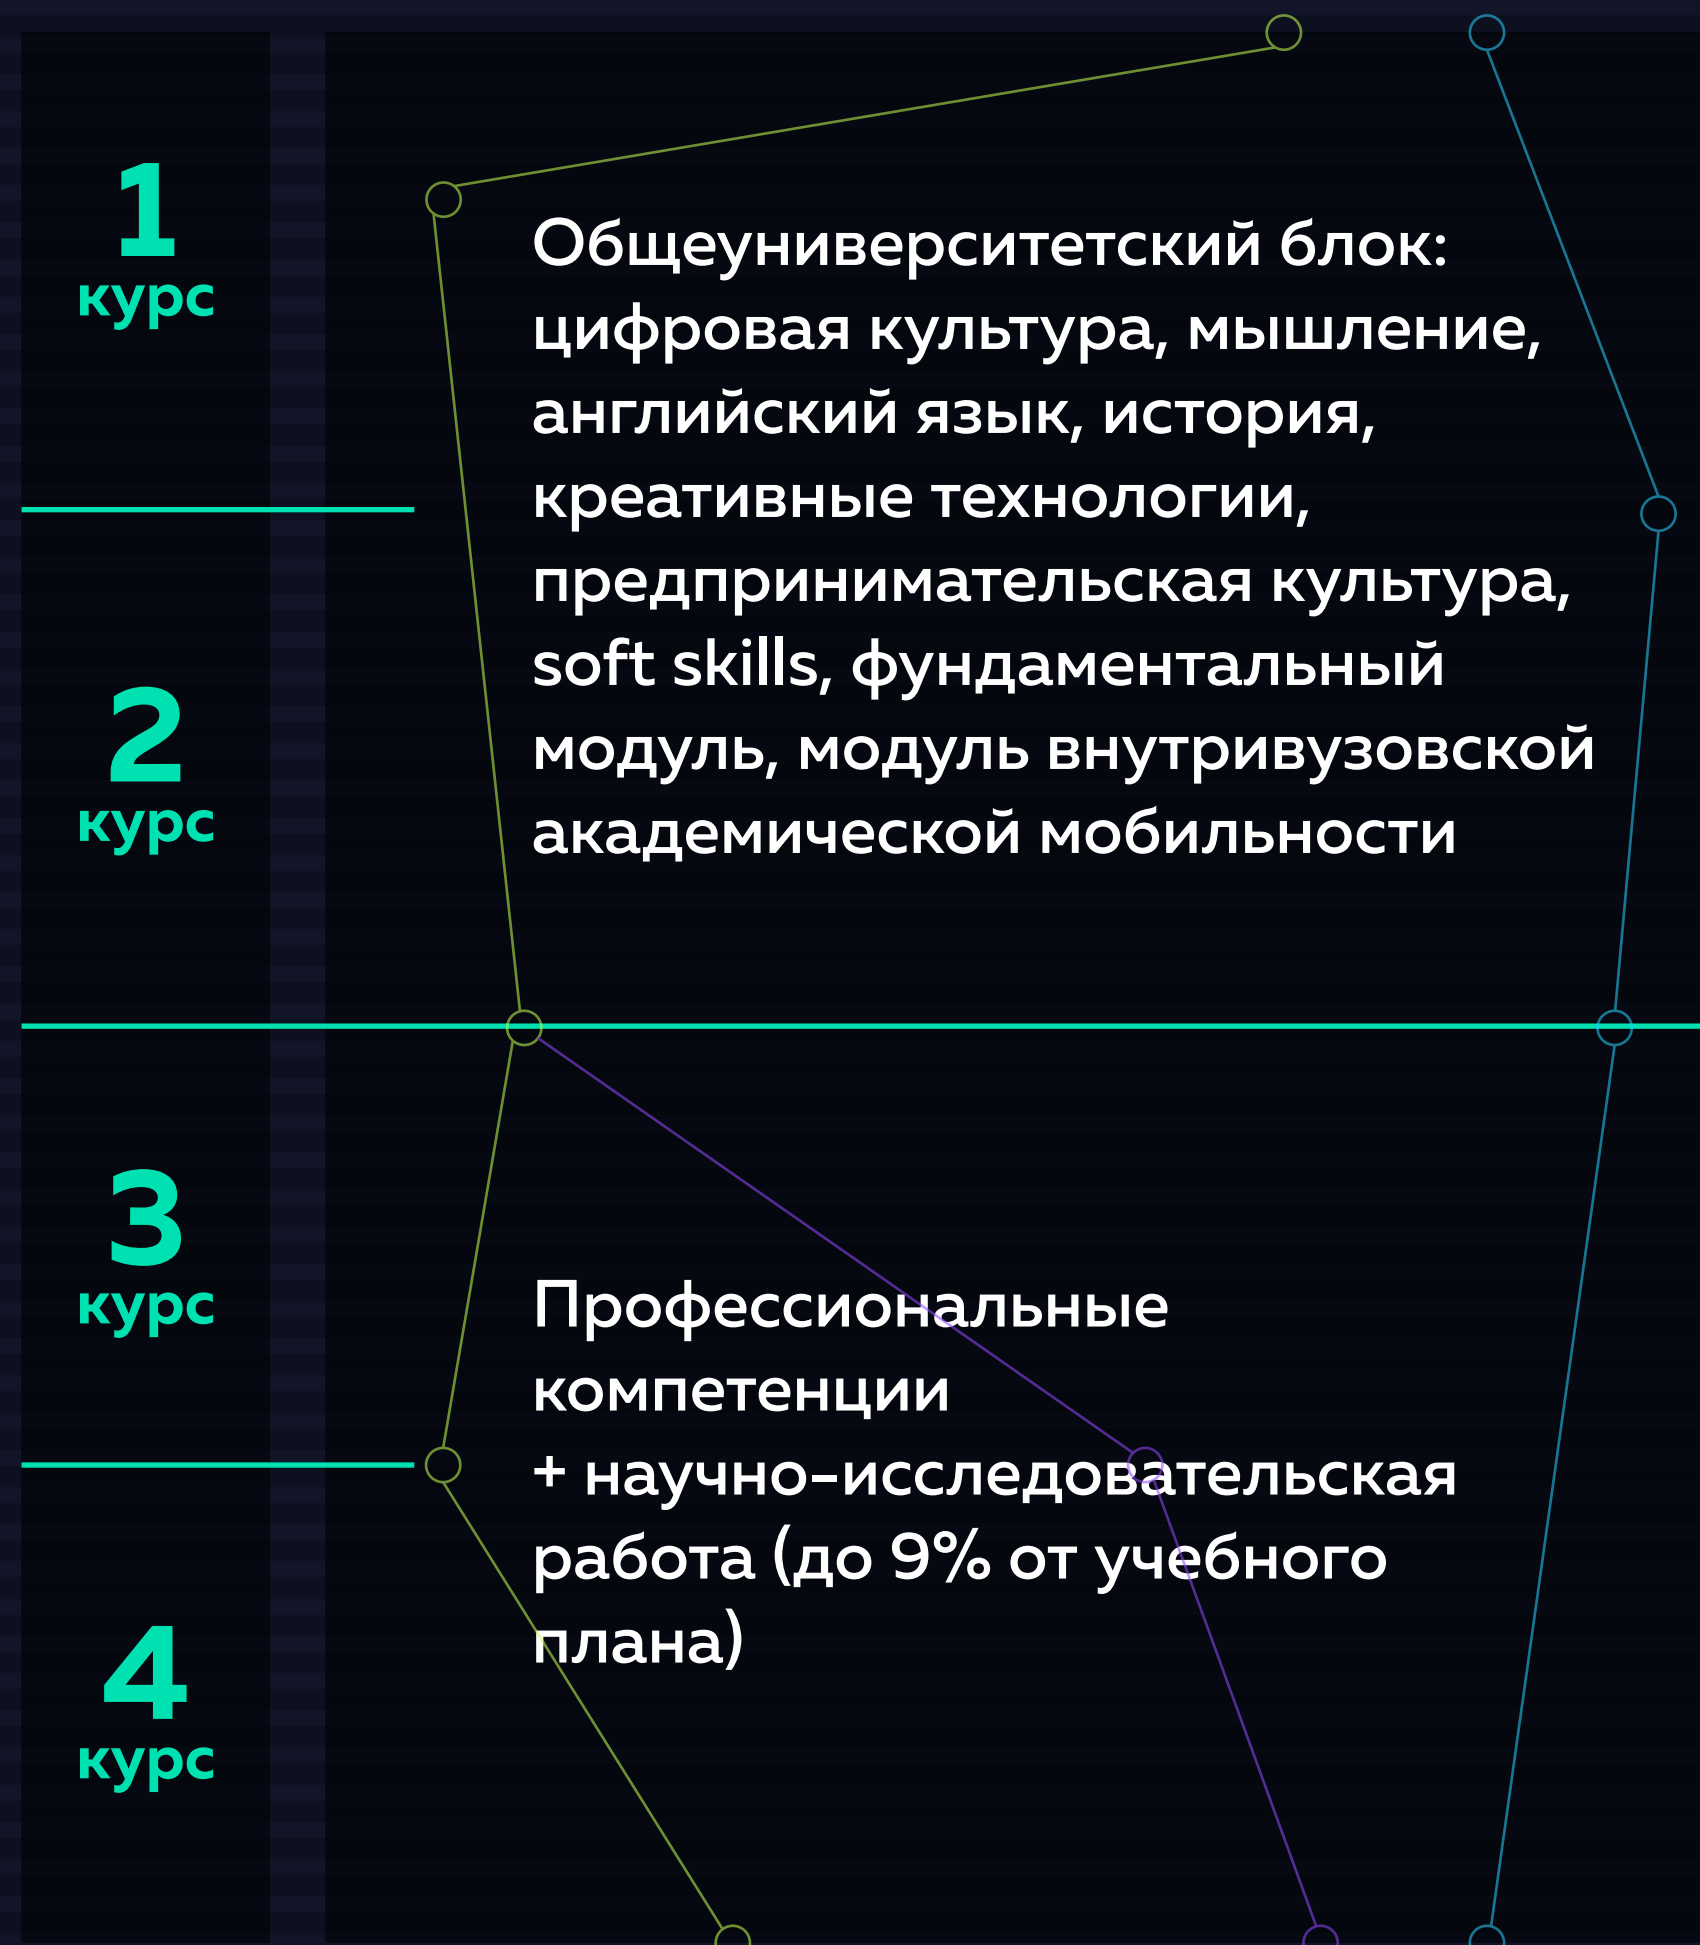 1
курс
Общеуниверситетский блок:
цифровая культура, мышление,
английский язык, история,
креативные технологии,
предпринимательская культура,
soft skills, фундаментальный
модуль, модуль внутривузовской
академической мобильности
2
курс
3
курс
Профессиональные
компетенции
+ научно-исследовательская
работа (до 9% от учебного
плана)
4
курс